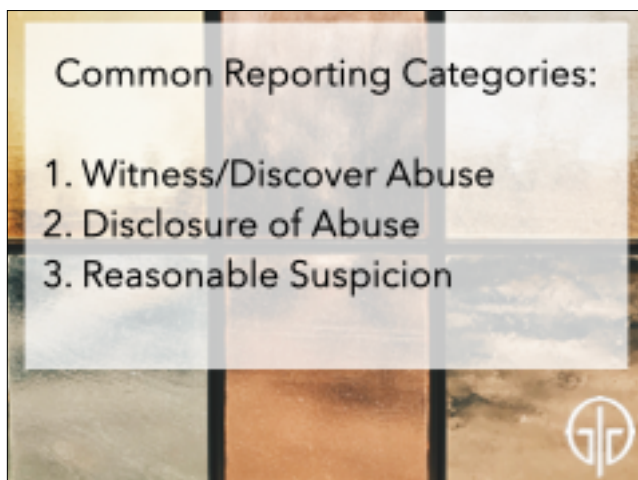 Common Reporting Categories:
1. Witness/Discover Abuse
2. Disclosure of Abuse
3. Reasonable Suspicion